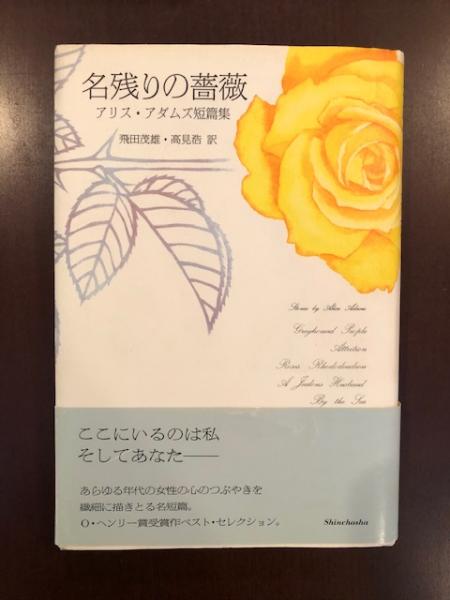 名残りの薔薇
アリス・アダムズ短篇集
飛田茂雄・高見浩 訳
Stories by Alice Adams
Greyhound People
Attrition
Roses, Rhododendron
A Jealous Husband
By the Sea
ここにいるのは私
そしてあなた――
あらゆる年代の女性の心のつぶやきを
繊細に描きとる名短篇。
O・ヘンリー賞受賞作ベスト・セレクション。
Shinchosha